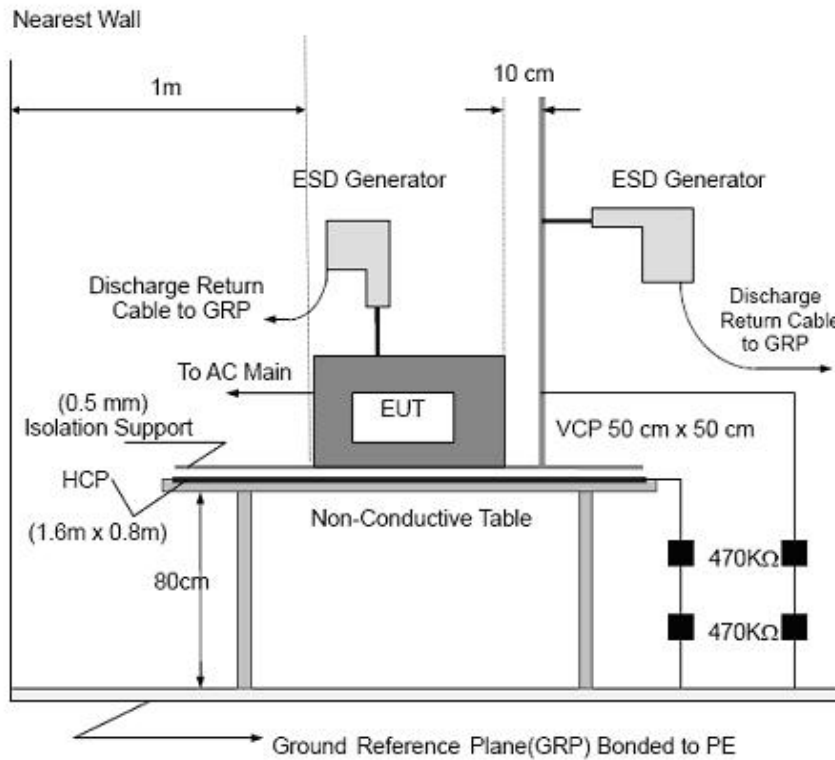 Nearest Wall
1m
10 cm
ESD Generator
ESD Generator
Discharge Return
Cable to GRP
Discharge
Return Cable
to GRP
To AC Main
(0.5 mm)
Isolation Support
EUT
VCP 50 cm x 50 cm
HCP
(1.6m x 0.8m)
Non-Conductive Table
80cm
470KΩ
470KΩ
Ground Reference Plane(GRP) Bonded to PE